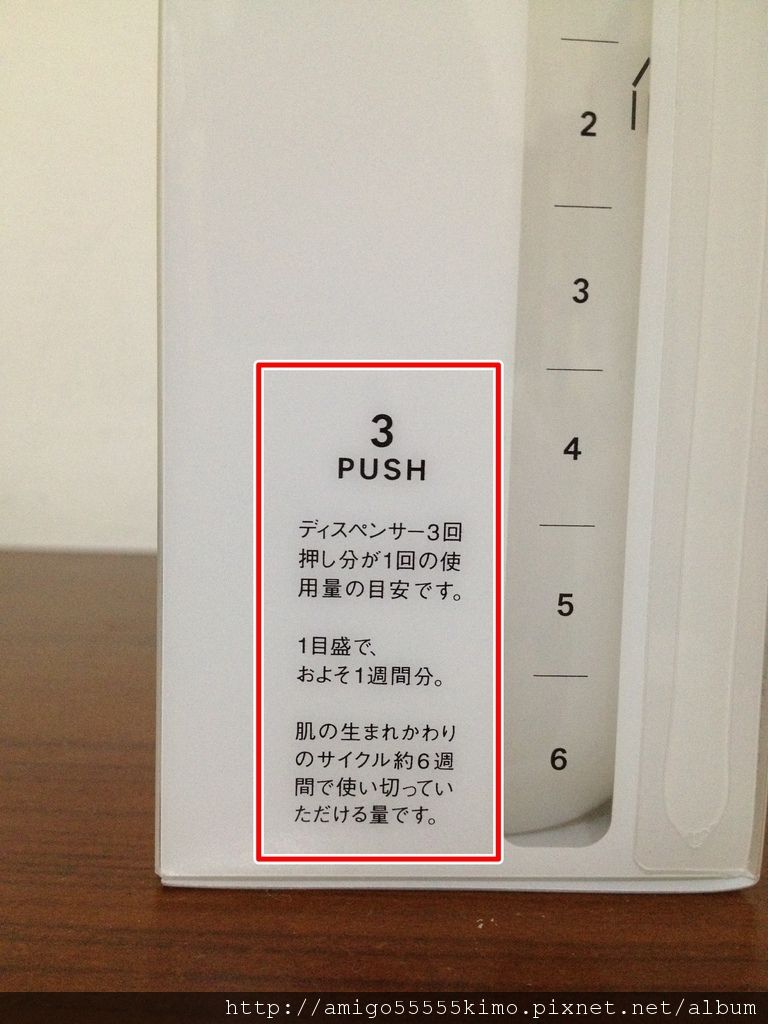 3
PUSH
ディスペンサー3回
押し分が1回の使
用量の目安です。
1目盛で、
およそ1週間分。
肌の生まれかわり
のサイクル約6週
間で使い切ってい
ただける量です。
2
3
4
5
6
http://amigo55555kimo.pixnet.net/album